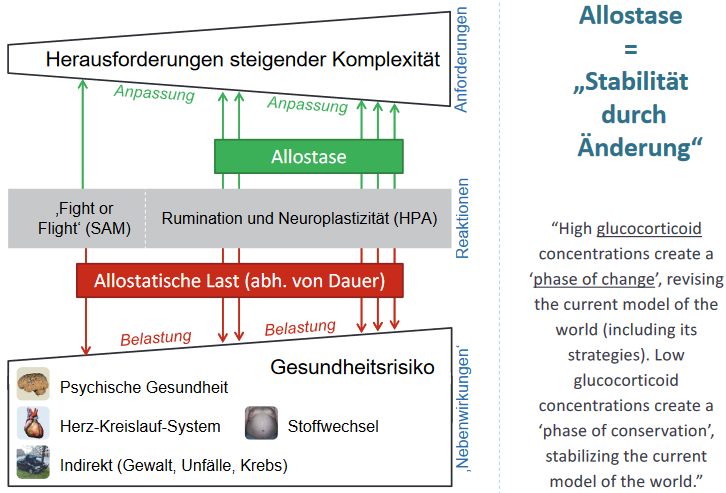 Herausforderungen steigender Komplexität
Anpassung
Anpassung
Anforderungen
Allostase
‚Fight or
Flight‘ (SAM)
Rumination und Neuroplastizität (HPA)
Reaktionen
Allostatische Last (abh. von Dauer)
Belastung
Belastung
Gesundheitsrisiko
Psychische Gesundheit
Herz-Kreislauf-System
Stoffwechsel
Indirekt (Gewalt, Unfälle, Krebs)
‚Nebenwirkungen‘
Allostase
=
„Stabilität
durch
Änderung“
“High glucocorticoid
concentrations create a
‘phase of change’, revising
the current model of the
world (including its
strategies). Low
glucocorticoid
concentrations create a
‘phase of conservation’,
stabilizing the current
model of the world.”